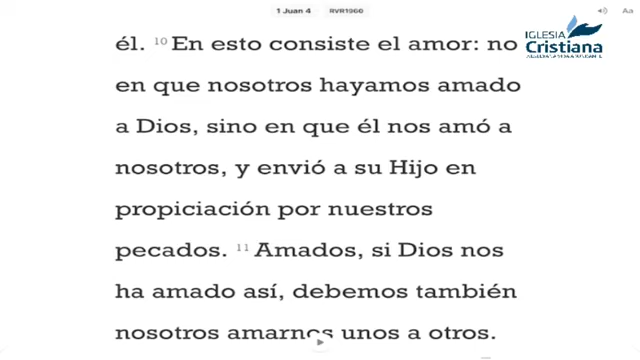 1 Juan 4 RVR1960
Aa
IGLESIA
Cristiana
él. 10 En esto consiste el amor: no
en que nosotros hayamos amado
a Dios, sino en que él nos amó a
nosotros, y envió a su Hijo en
propiciación por nuestros
pecados. 11 Amados, si Dios nos
ha amado así, debemos también
nosotros amarnos unos a otros.